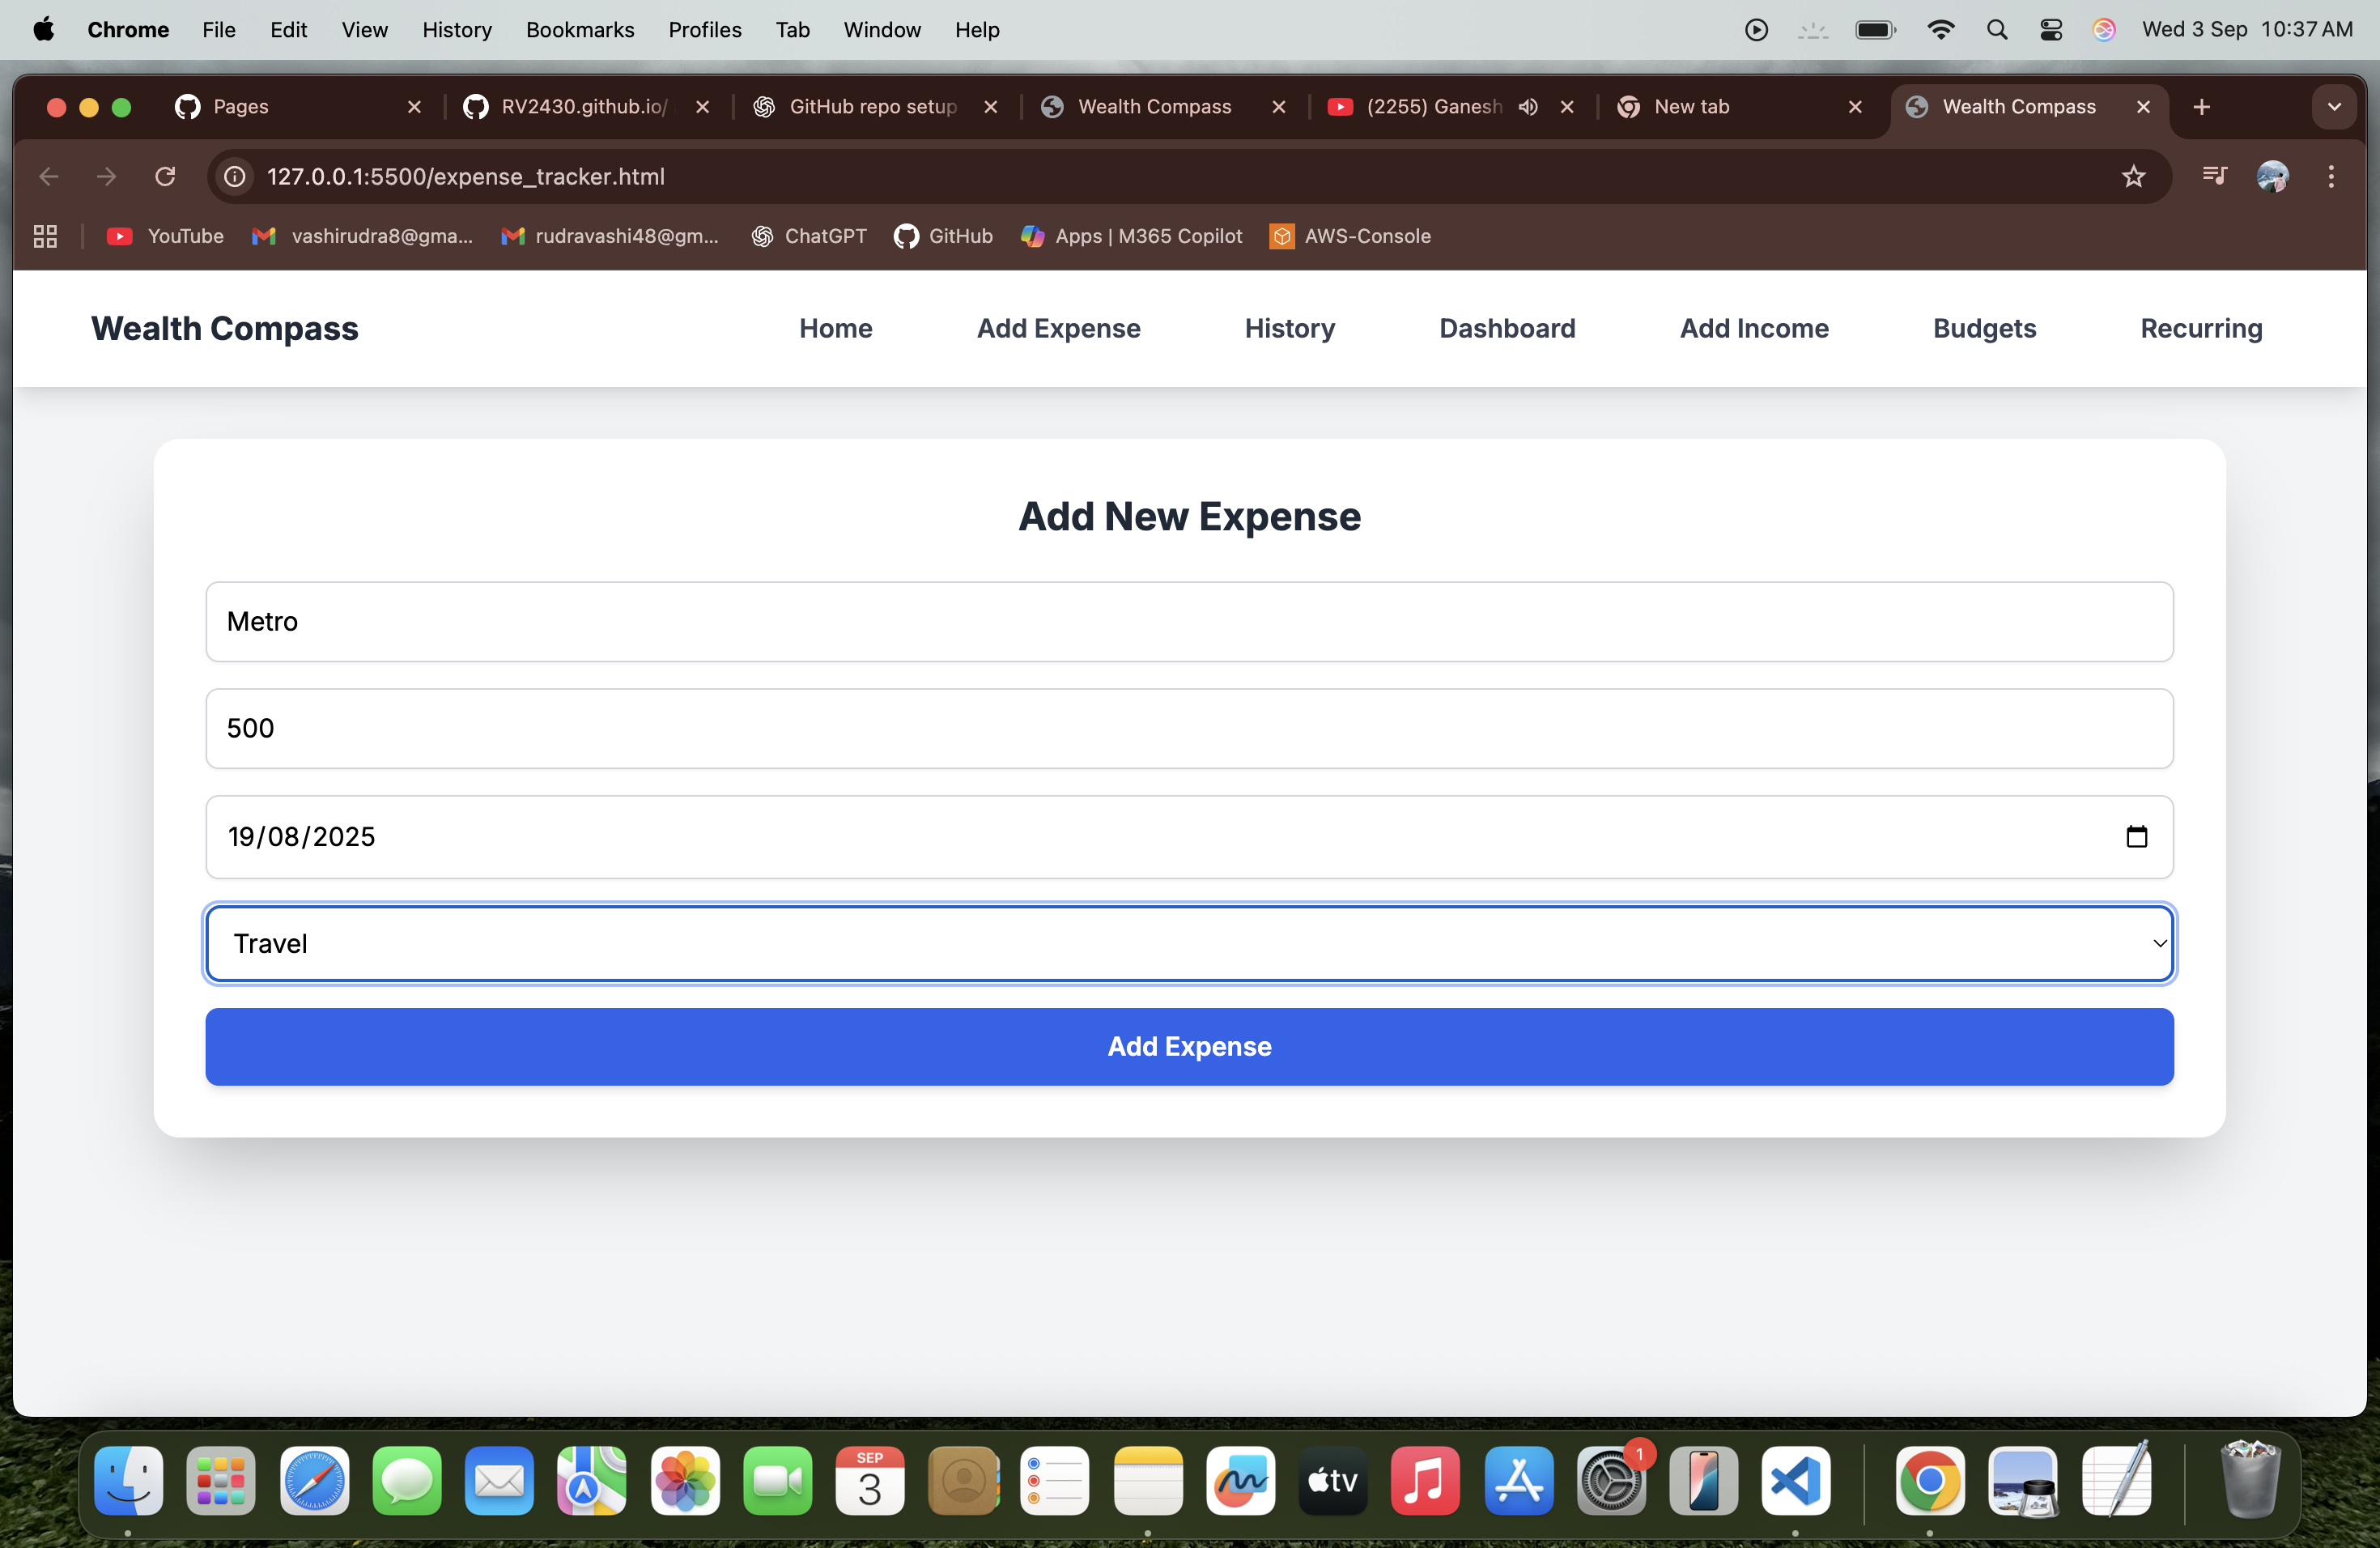 Chrome File Edit View History Bookmarks Profiles Tab Window Help Wed 3 Sep 10:37 AM
Pages RV2430.github.io/ GitHub repo setup Wealth Compass (2255) Ganesh New tab Wealth Compass
127.0.0.1:5500/expense_tracker.html
YouTube vashirudra8@gma... rudravashi48@gm... ChatGPT GitHub Apps | M365 Copilot AWS-Console
Wealth Compass Home Add Expense History Dashboard Add Income Budgets Recurring
Add New Expense
Metro
500
19/08/2025
Travel
Add Expense
SEP
3
tv
1